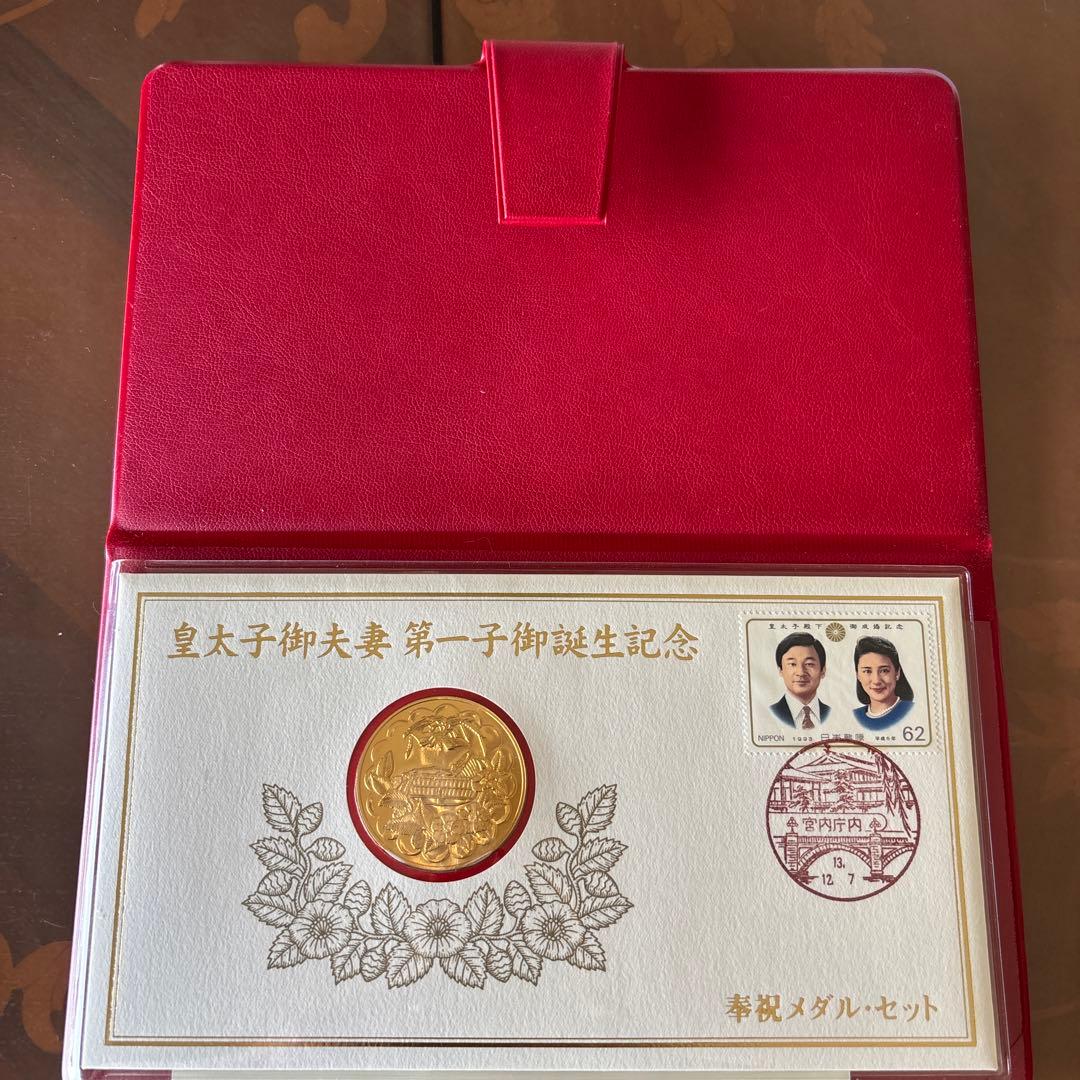 皇太子御夫妻 第一子御誕生記念
皇太子殿下 御成婚記念
NIPPON 1993. 日本郵便 平成5年 62
宮内庁内
13.
12 7
奉祝メダル・セット